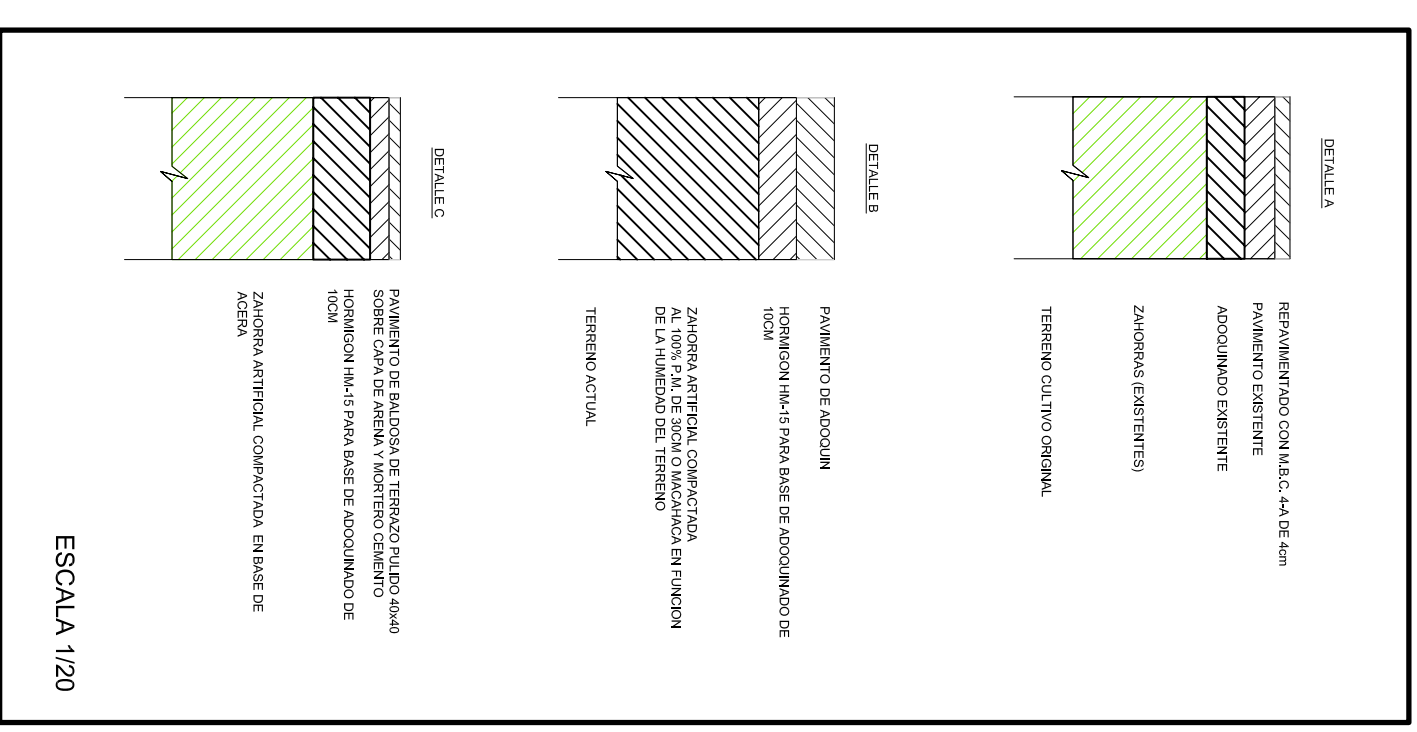 DETALLE A
REPAVIMENTADO CON M.B.C. 4-A DE 4cm
PAVIMENTO EXISTENTE
ADOQUINADO EXISTENTE
ZAHORRAS (EXISTENTES)
TERRENO CULTIVO ORIGINAL
DETALLE B
PAVIMENTO DE ADOQUIN
HORMIGON HM-15 PARA BASE DE ADOQUINADO DE
10CM
ZAHORRA ARTIFICIAL COMPACTADA
AL 100% P.M. DE 30CM O MACAHACA EN FUNCION
DE LA HUMEDAD DEL TERRENO
TERRENO ACTUAL
DETALLE C
PAVIMENTO DE BALDOSA DE TERRAZO PULIDO 40x40
SOBRE CAPA DE ARENA Y MORTERO CEMENTO
HORMIGON HM-15 PARA BASE DE ADOQUINADO DE
10CM
ZAHORRA ARTIFICIAL COMPACTADA EN BASE DE
ACERA
ESCALA 1/20